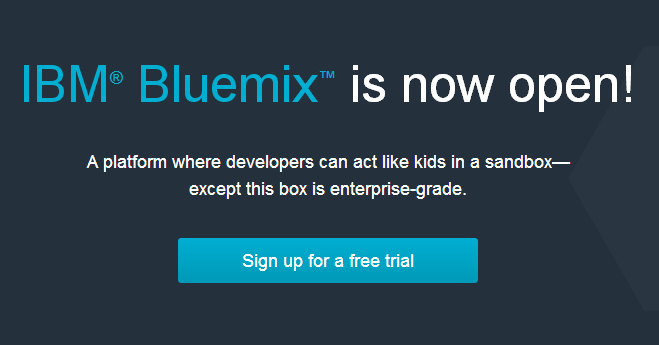 IBM® Bluemix™ is now open!
A platform where developers can act like kids in a sandbox—
except this box is enterprise-grade.
Sign up for a free trial